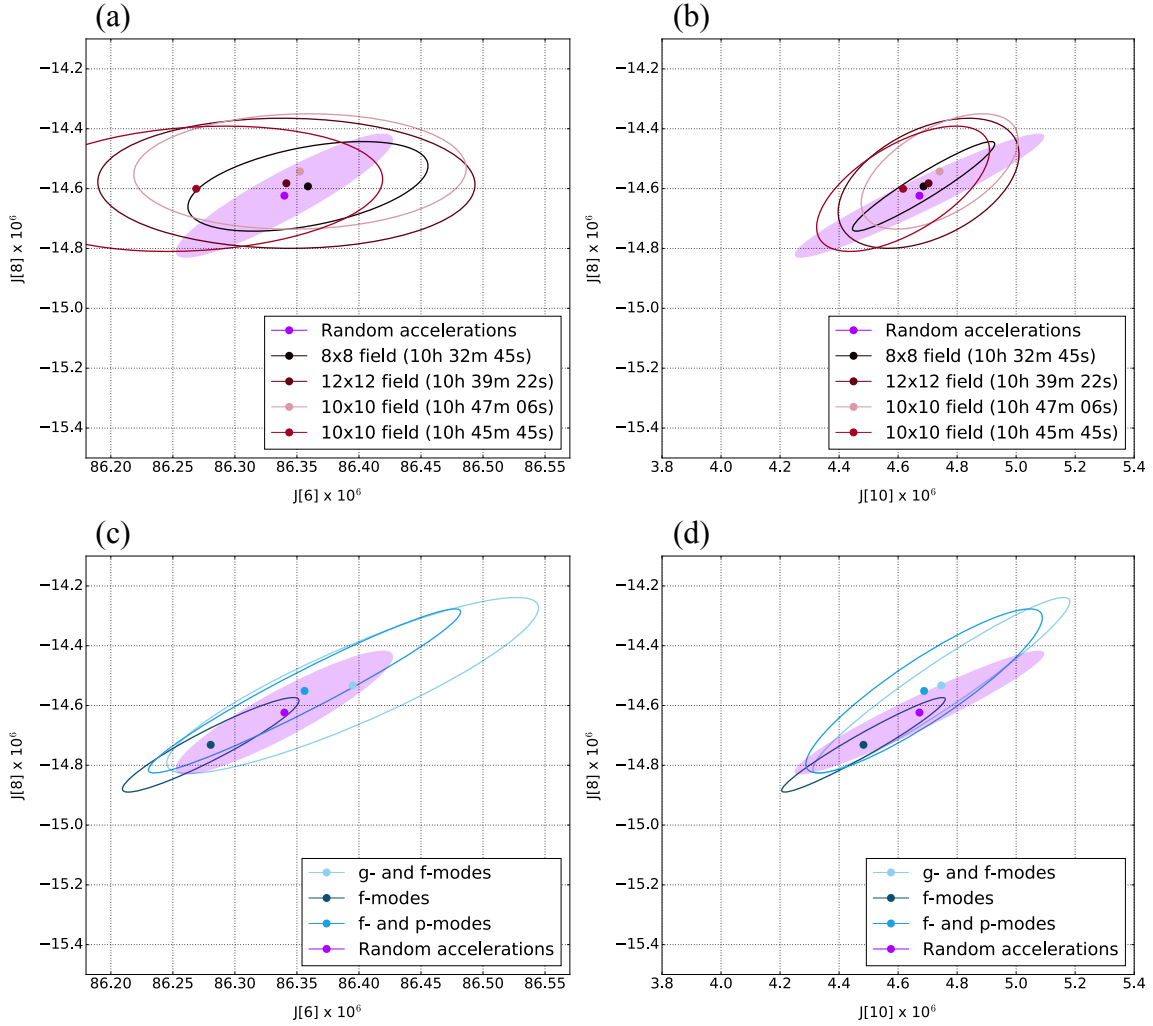 (a)
−14.2
−14.4
−14.6
−14.8
−15.0
−15.2
−15.4
J[8] x 10⁶
86.20 86.25 86.30 86.35 86.40 86.45 86.50 86.55
J[6] x 10⁶
Random accelerations
8x8 field (10h 32m 45s)
12x12 field (10h 39m 22s)
10x10 field (10h 47m 06s)
10x10 field (10h 45m 45s)
(b)
−14.2
−14.4
−14.6
−14.8
−15.0
−15.2
−15.4
J[8] x 10⁶
3.8 4.0 4.2 4.4 4.6 4.8 5.0 5.2 5.4
J[10] x 10⁶
Random accelerations
8x8 field (10h 32m 45s)
12x12 field (10h 39m 22s)
10x10 field (10h 47m 06s)
10x10 field (10h 45m 45s)
(c)
−14.2
−14.4
−14.6
−14.8
−15.0
−15.2
−15.4
J[8] x 10⁶
86.20 86.25 86.30 86.35 86.40 86.45 86.50 86.55
J[6] x 10⁶
g- and f-modes
f-modes
f- and p-modes
Random accelerations
(d)
−14.2
−14.4
−14.6
−14.8
−15.0
−15.2
−15.4
J[8] x 10⁶
3.8 4.0 4.2 4.4 4.6 4.8 5.0 5.2 5.4
J[10] x 10⁶
g- and f-modes
f-modes
f- and p-modes
Random accelerations